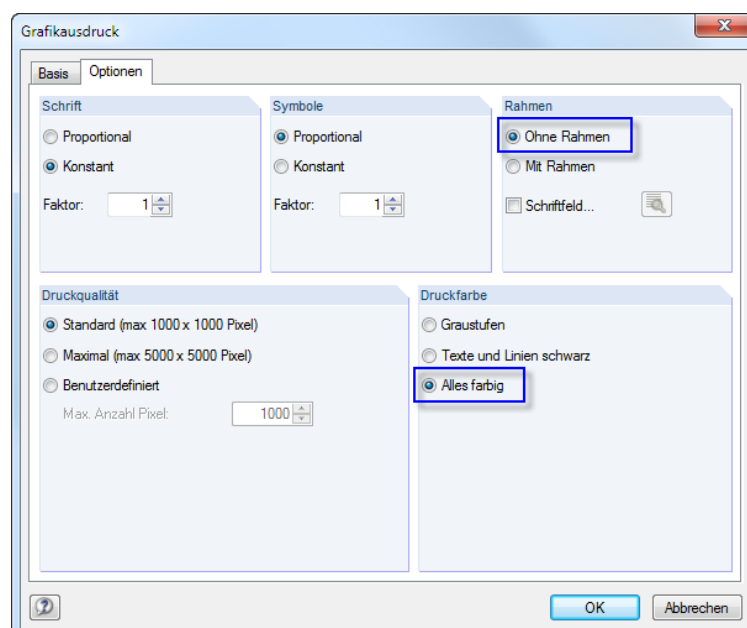 Grafikausdruck
Basis Optionen
Schrift
Proportional
Konstant
Faktor: 1
Symbole
Proportional
Konstant
Faktor: 1
Rahmen
Ohne Rahmen
Mit Rahmen
Schriftfeld...
Druckqualität
Standard (max 1000 x 1000 Pixel)
Maximal (max 5000 x 5000 Pixel)
Benutzerdefiniert
Max. Anzahl Pixel: 1000
Druckfarbe
Graustufen
Texte und Linien schwarz
Alles farbig
OK Abbrechen